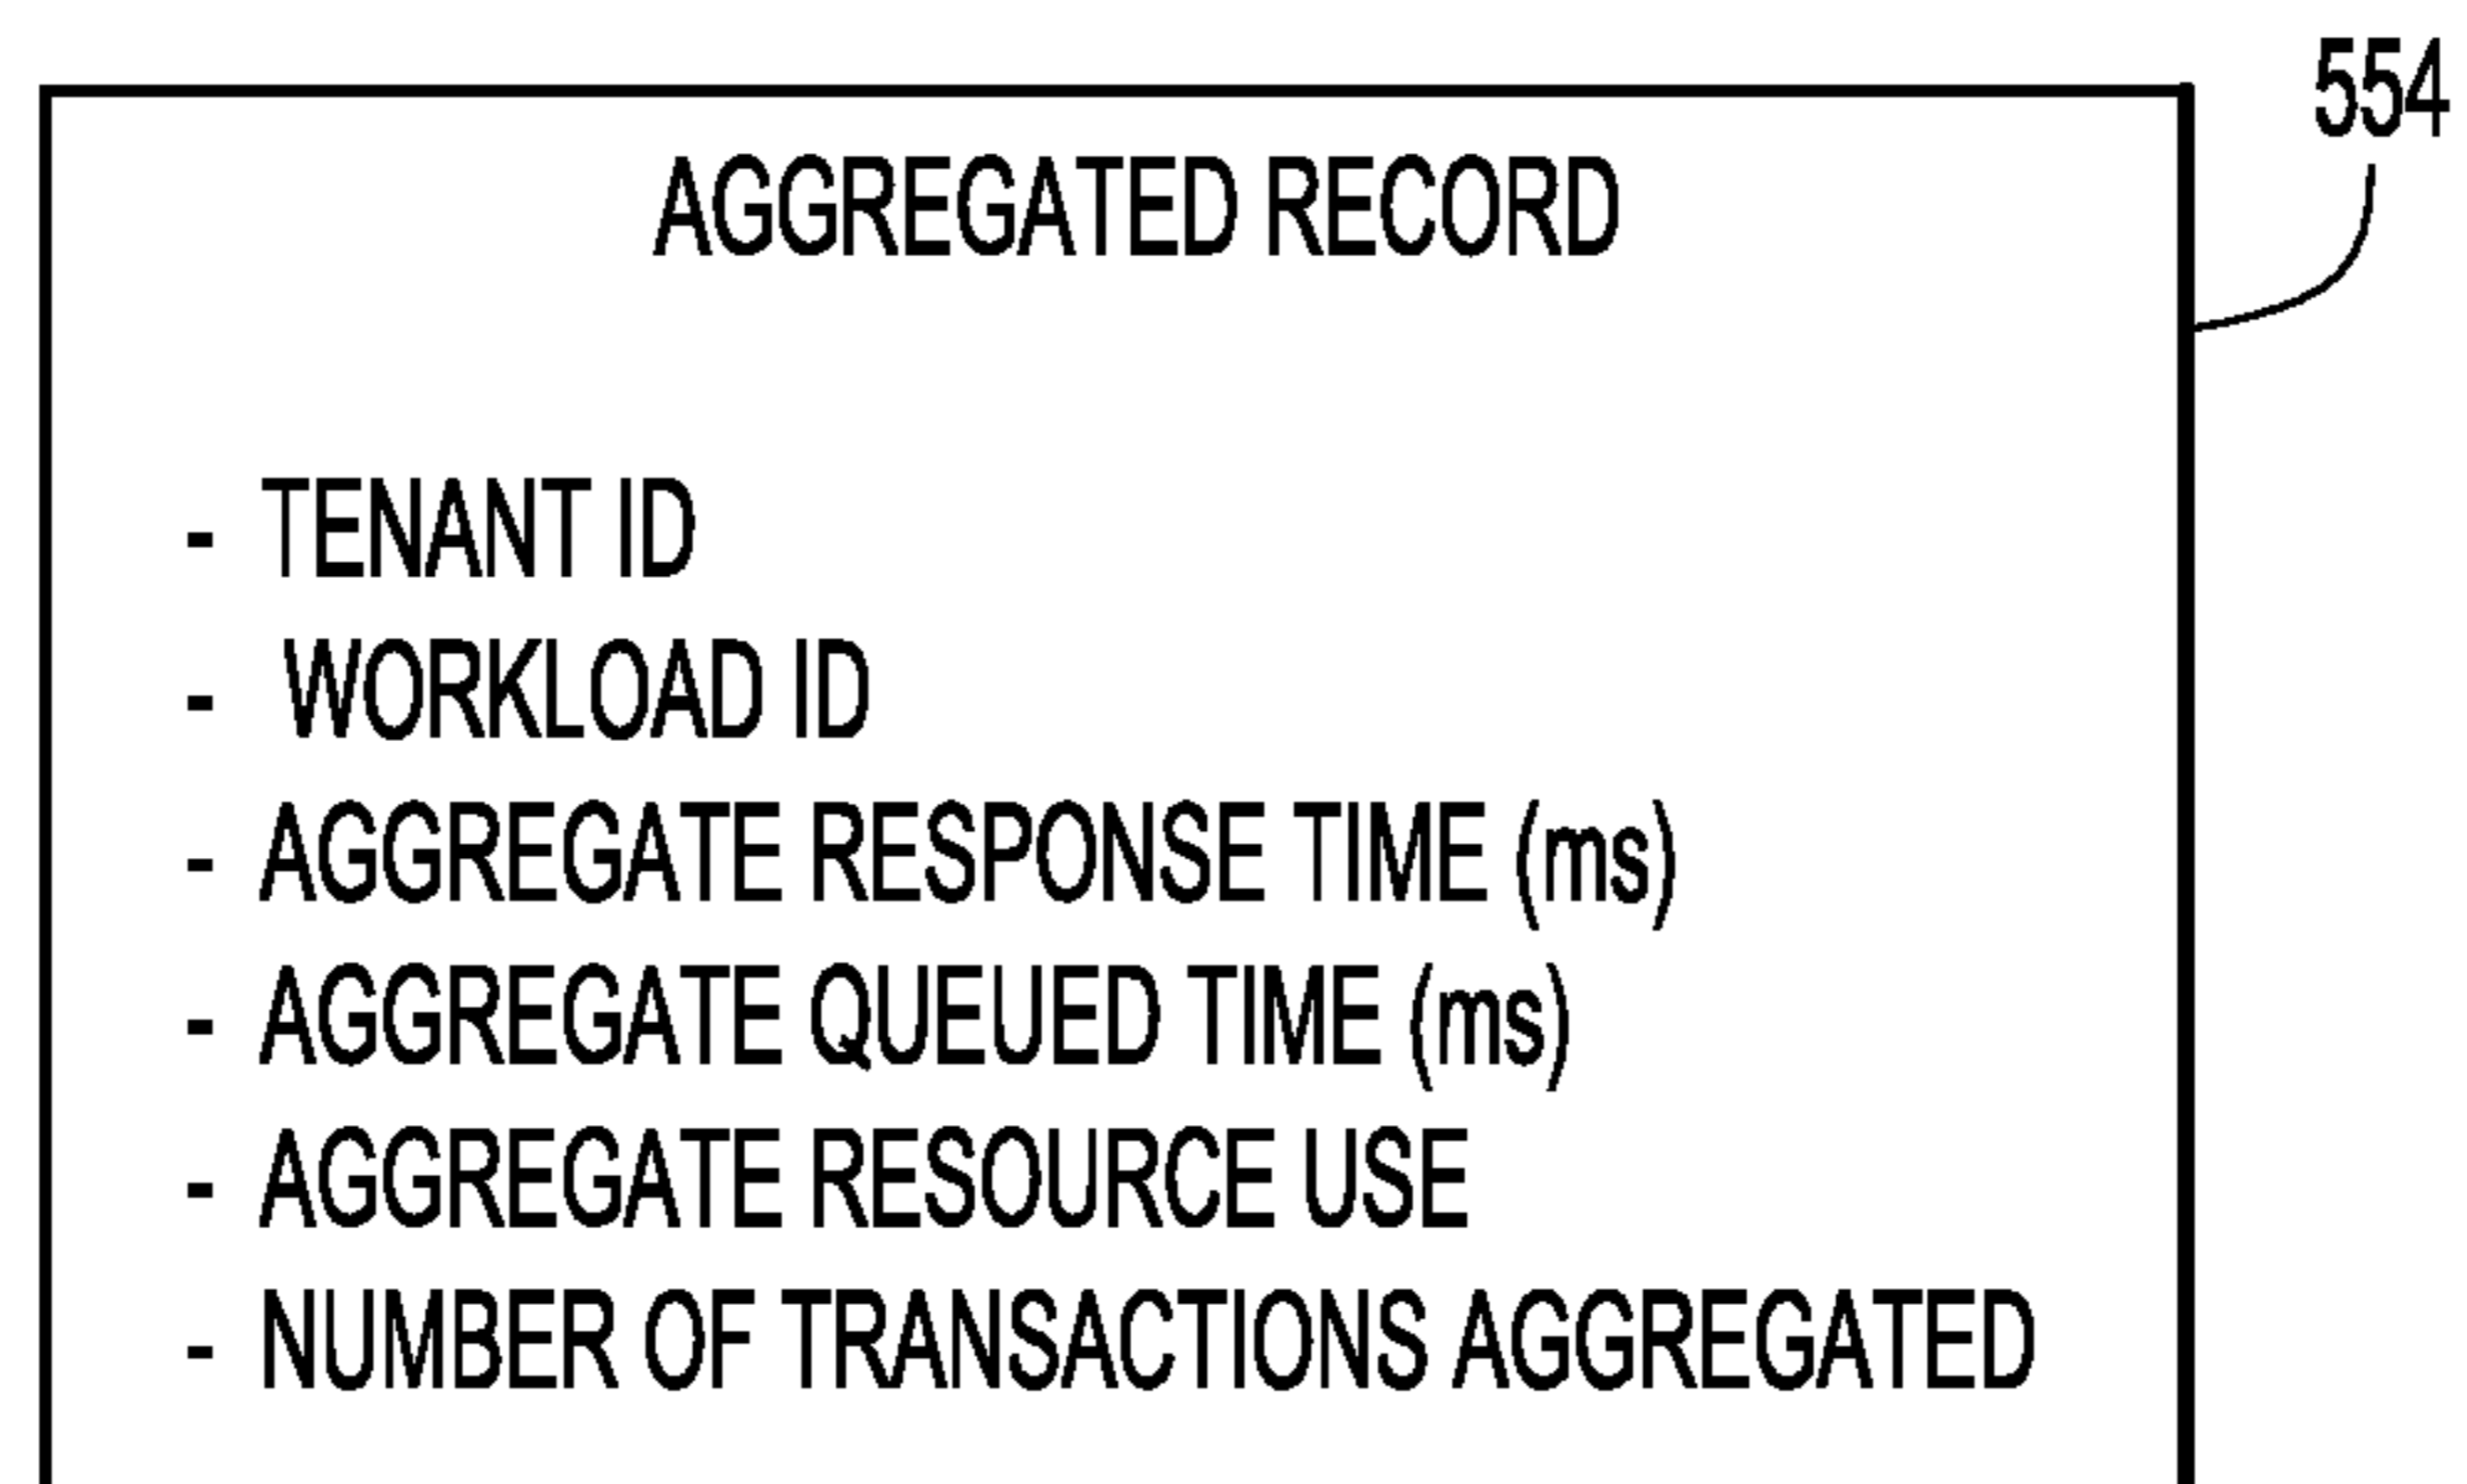 554
AGGREGATED RECORD
- TENANT ID
- WORKLOAD ID
- AGGREGATE RESPONSE TIME (ms)
- AGGREGATE QUEUED TIME (ms)
- AGGREGATE RESOURCE USE
- NUMBER OF TRANSACTIONS AGGREGATED